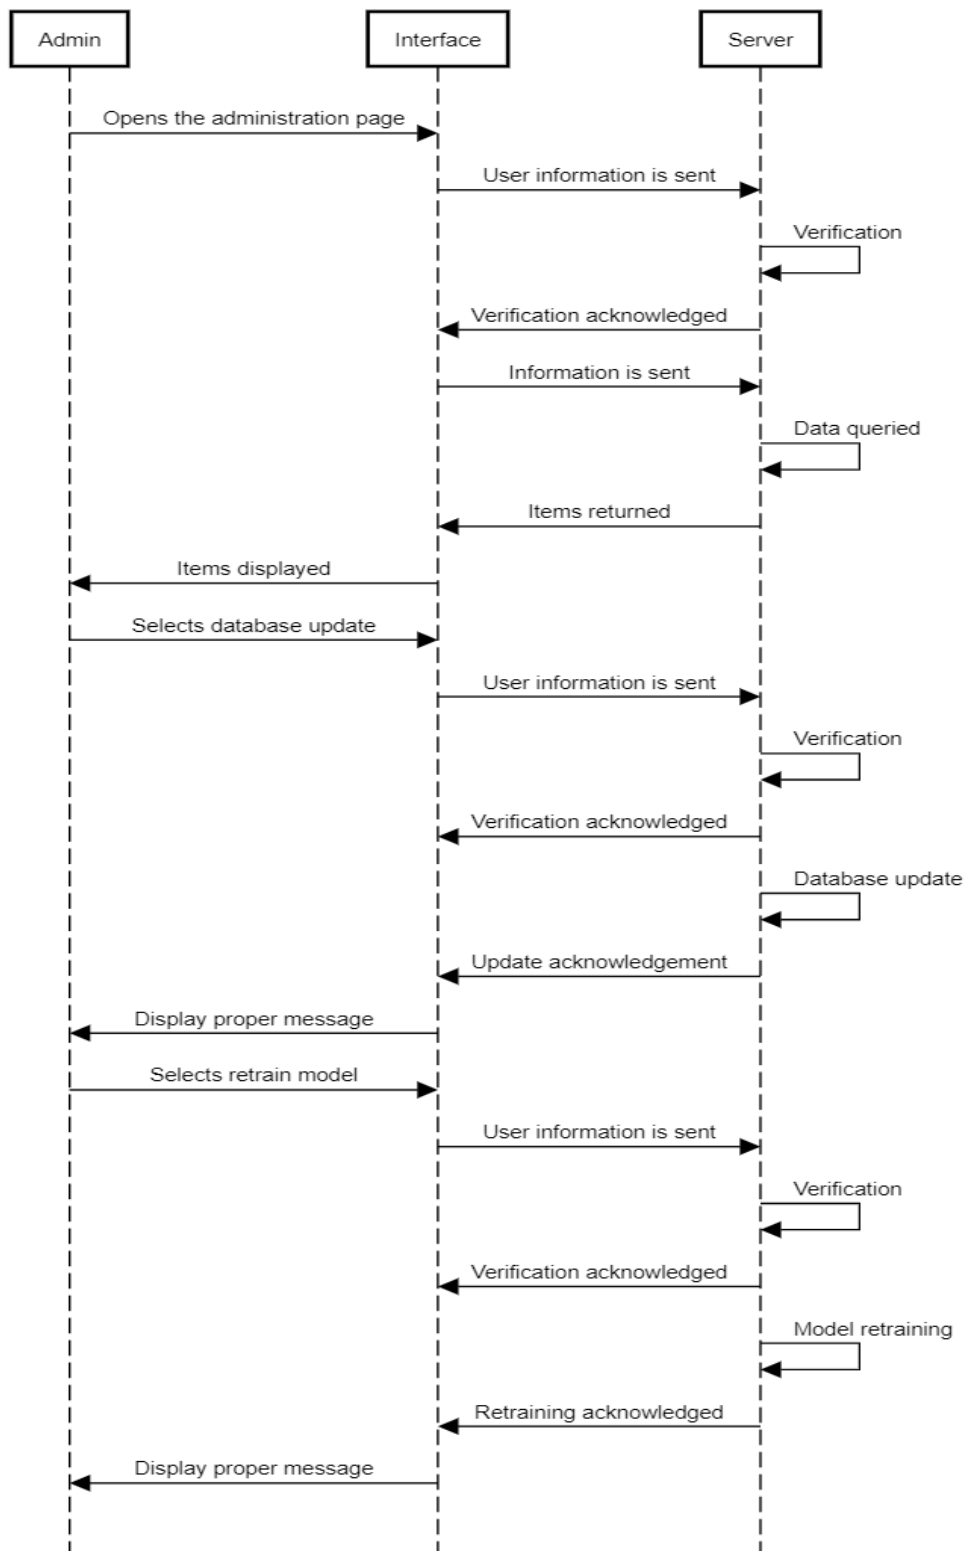 Admin
Interface
Server
Opens the administration page
User information is sent
Verification
Verification acknowledged
Information is sent
Data queried
Items returned
Items displayed
Selects database update
User information is sent
Verification
Verification acknowledged
Database update
Update acknowledgement
Display proper message
Selects retrain model
User information is sent
Verification
Verification acknowledged
Model retraining
Retraining acknowledged
Display proper message